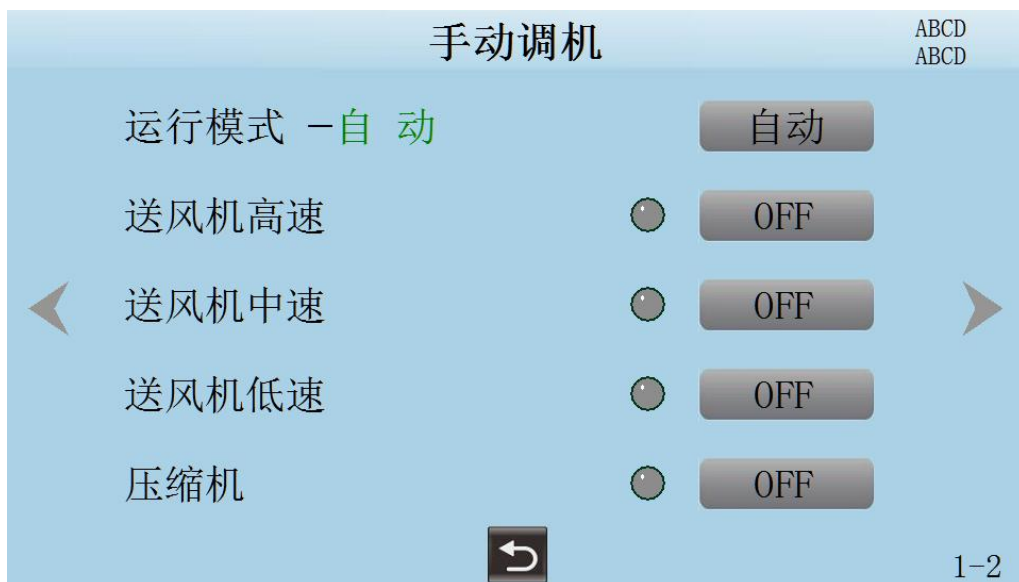 手动调机
ABCD
ABCD
运行模式 －自 动 自动
送风机高速 OFF
送风机中速 OFF
送风机低速 OFF
压缩机 OFF
1-2